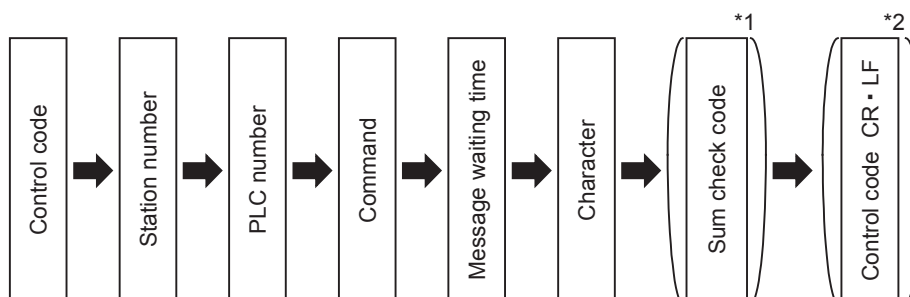 *1
*2
Control code
Station number
PLC number
Command
Message waiting time
Character
Sum check code
Control code CR・LF